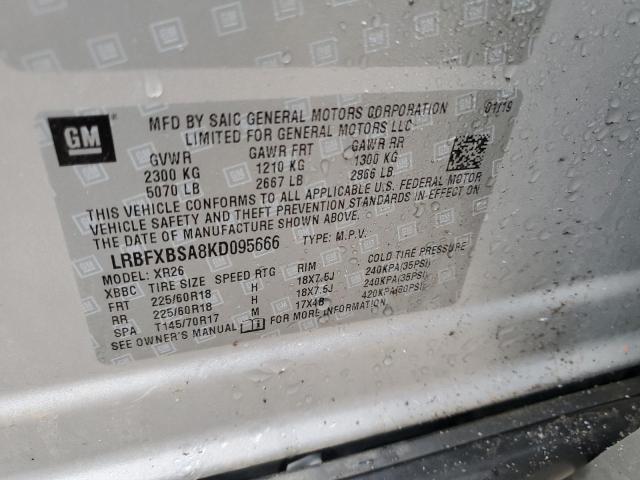 GM
MFD BY SAIC GENERAL MOTORS CORPORATION 01/19
LIMITED FOR GENERAL MOTORS LLC
GVWR GAWR FRT GAWR RR
2300 KG 1210 KG 1300 KG
5070 LB 2667 LB 2866 LB
THIS VEHICLE CONFORMS TO ALL APPLICABLE U.S. FEDERAL MOTOR
VEHICLE SAFETY AND THEFT PREVENTION STANDARDS IN EFFECT ON
THE DATE OF MANUFACTURE SHOWN ABOVE.
LRBFXBSA8KD095666 TYPE: M.P.V.
XBBC XR26
TIRE SIZE SPEED RTG RIM COLD TIRE PRESSURE
FRT 225/60R18 H 18X7.5J 240KPA(35PSI)
RR 225/60R18 H 18X7.5J 240KPA(35PSI)
SPA T145/70R17 M 17X4B 420KPA(60PSI)
SEE OWNER'S MANUAL FOR MORE INFORMATION